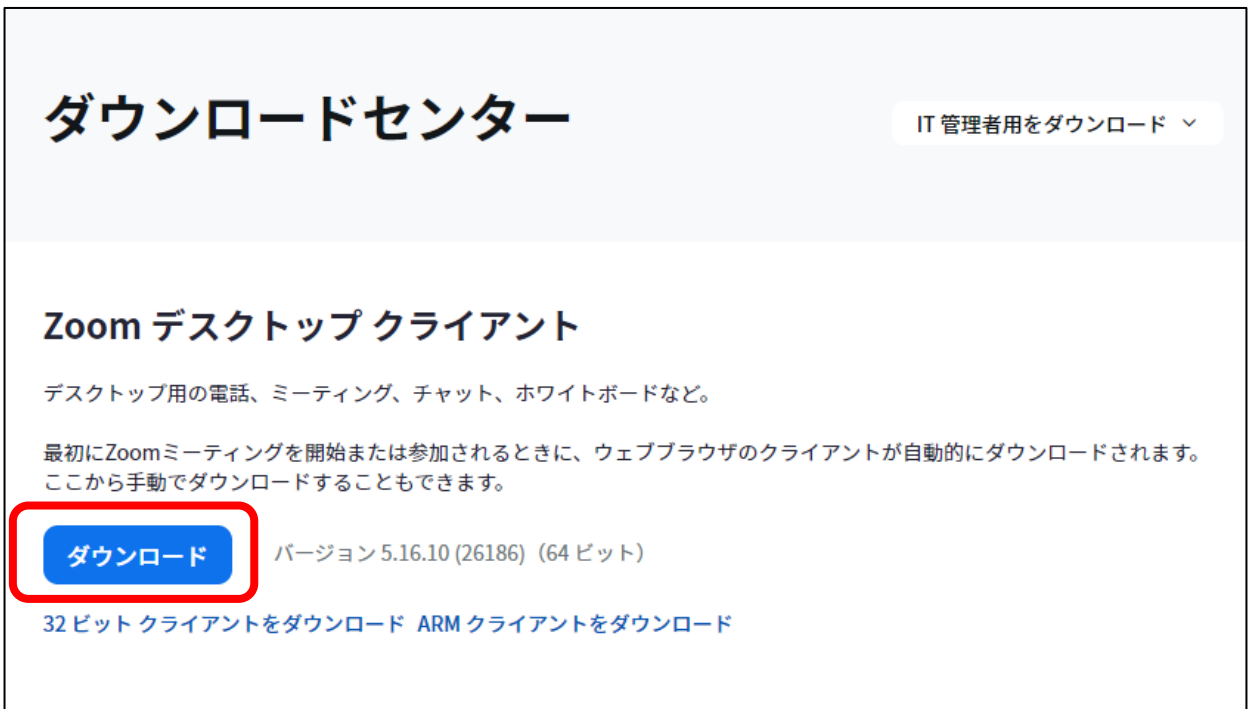 ダウンロードセンター
IT 管理者用をダウンロード
Zoom デスクトップ クライアント
デスクトップ用の電話、ミーティング、チャット、ホワイトボードなど。
最初にZoomミーティングを開始または参加されるときに、ウェブブラウザのクライアントが自動的にダウンロードされます。
ここから手動でダウンロードすることもできます。
ダウンロード バージョン 5.16.10 (26186)（64 ビット）
32 ビット クライアントをダウンロード ARM クライアントをダウンロード